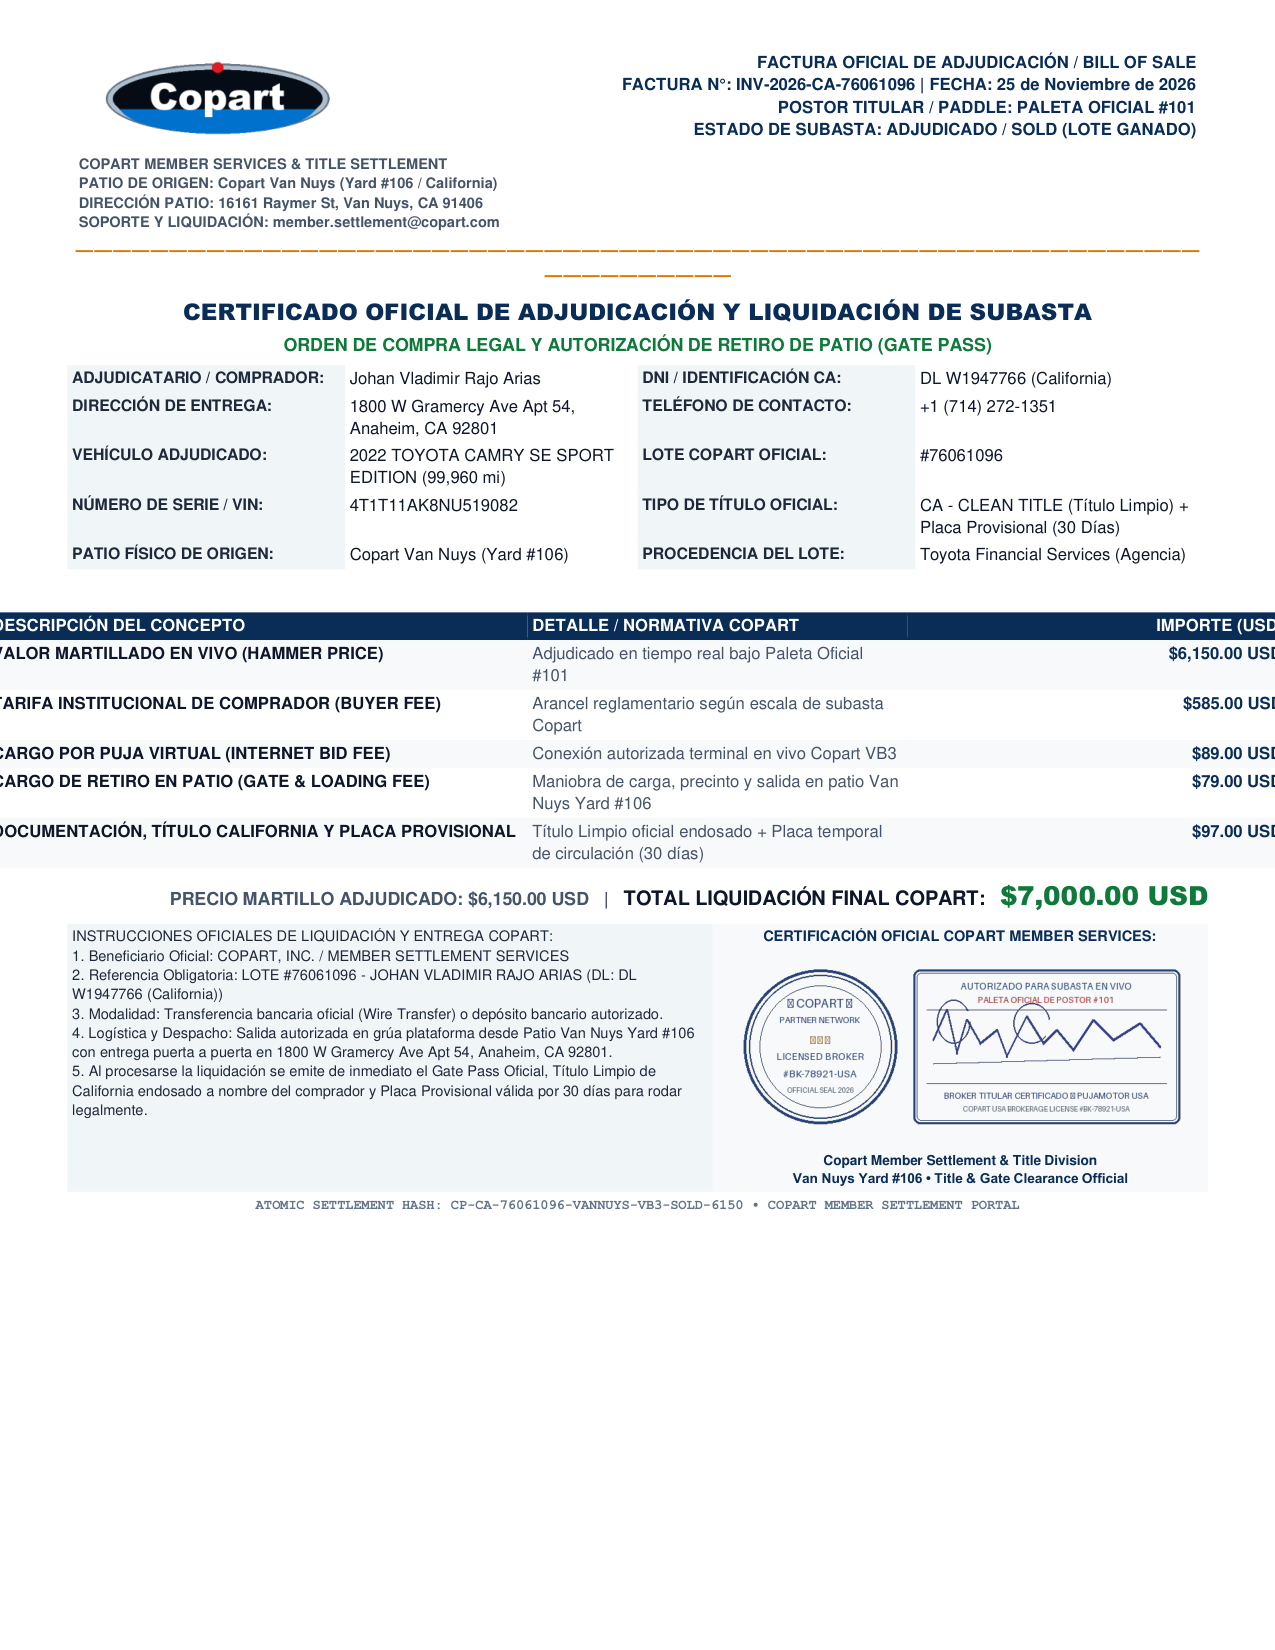 Copart
FACTURA OFICIAL DE ADJUDICACIÓN / BILL OF SALE
FACTURA N°: INV-2026-CA-76061096 | FECHA: 25 de Noviembre de 2026
POSTOR TITULAR / PADDLE: PALETA OFICIAL #101
ESTADO DE SUBASTA: ADJUDICADO / SOLD (LOTE GANADO)
COPART MEMBER SERVICES & TITLE SETTLEMENT
PATIO DE ORIGEN: Copart Van Nuys (Yard #106 / California)
DIRECCIÓN PATIO: 16161 Raymer St, Van Nuys, CA 91406
SOPORTE Y LIQUIDACIÓN: member.settlement@copart.com
CERTIFICADO OFICIAL DE ADJUDICACIÓN Y LIQUIDACIÓN DE SUBASTA
ORDEN DE COMPRA LEGAL Y AUTORIZACIÓN DE RETIRO DE PATIO (GATE PASS)
ADJUDICATARIO / COMPRADOR: Johan Vladimir Rajo Arias DNI / IDENTIFICACIÓN CA: DL W1947766 (California)
DIRECCIÓN DE ENTREGA: 1800 W Gramercy Ave Apt 54, TELÉFONO DE CONTACTO: +1 (714) 272-1351
Anaheim, CA 92801
VEHÍCULO ADJUDICADO: 2022 TOYOTA CAMRY SE SPORT LOTE COPART OFICIAL: #76061096
EDITION (99,960 mi)
NÚMERO DE SERIE / VIN: 4T1T11AK8NU519082 TIPO DE TÍTULO OFICIAL: CA - CLEAN TITLE (Título Limpio) +
Placa Provisional (30 Días)
PATIO FÍSICO DE ORIGEN: Copart Van Nuys (Yard #106) PROCEDENCIA DEL LOTE: Toyota Financial Services (Agencia)
DESCRIPCIÓN DEL CONCEPTO DETALLE / NORMATIVA COPART IMPORTE (USD
VALOR MARTILLADO EN VIVO (HAMMER PRICE) Adjudicado en tiempo real bajo Paleta Oficial $6,150.00 USD
#101
TARIFA INSTITUCIONAL DE COMPRADOR (BUYER FEE) Arancel reglamentario según escala de subasta $585.00 USD
Copart
CARGO POR PUJA VIRTUAL (INTERNET BID FEE) Conexión autorizada terminal en vivo Copart VB3 $89.00 USD
CARGO DE RETIRO EN PATIO (GATE & LOADING FEE) Maniobra de carga, precinto y salida en patio Van $79.00 USD
Nuys Yard #106
DOCUMENTACIÓN, TÍTULO CALIFORNIA Y PLACA PROVISIONAL Título Limpio oficial endosado + Placa temporal $97.00 USD
de circulación (30 días)
PRECIO MARTILLO ADJUDICADO: $6,150.00 USD | TOTAL LIQUIDACIÓN FINAL COPART: $7,000.00 USD
INSTRUCCIONES OFICIALES DE LIQUIDACIÓN Y ENTREGA COPART:
1. Beneficiario Oficial: COPART, INC. / MEMBER SETTLEMENT SERVICES
2. Referencia Obligatoria: LOTE #76061096 - JOHAN VLADIMIR RAJO ARIAS (DL: DL
W1947766 (California))
3. Modalidad: Transferencia bancaria oficial (Wire Transfer) o depósito bancario autorizado.
4. Logística y Despacho: Salida autorizada en grúa plataforma desde Patio Van Nuys Yard #106
con entrega puerta a puerta en 1800 W Gramercy Ave Apt 54, Anaheim, CA 92801.
5. Al procesarse la liquidación se emite de inmediato el Gate Pass Oficial, Título Limpio de
California endosado a nombre del comprador y Placa Provisional válida por 30 días para rodar
legalmente.
CERTIFICACIÓN OFICIAL COPART MEMBER SERVICES:
COPART
PARTNER NETWORK
LICENSED BROKER
#BK-78921-USA
OFFICIAL SEAL 2026
AUTORIZADO PARA SUBASTA EN VIVO
PALETA OFICIAL DE POSTOR #101
BROKER TITULAR CERTIFICADO PUJAMOTOR USA
COPART USA BROKERAGE LICENSE #BK-78921-USA
Copart Member Settlement & Title Division
Van Nuys Yard #106 • Title & Gate Clearance Official
ATOMIC SETTLEMENT HASH: CP-CA-76061096-VANNUYS-VB3-SOLD-6150 • COPART MEMBER SETTLEMENT PORTAL